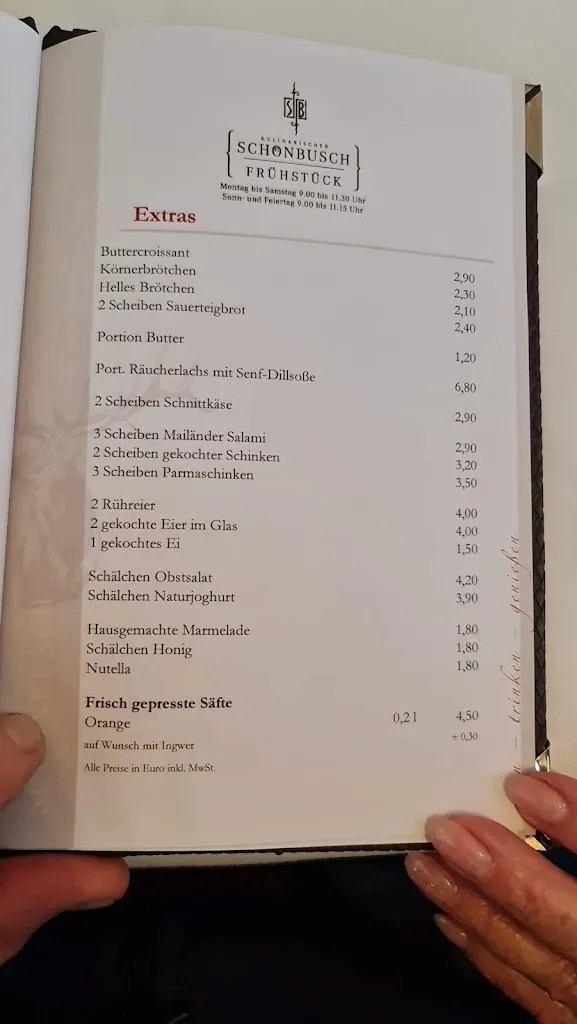 SB
KULINARISCHER
SCHÖNBUSCH
FRÜHSTÜCK
Montag bis Samstag 9.00 bis 11.30 Uhr
Sonn- und Feiertag 9.00 bis 11.15 Uhr
Extras
Buttercroissant 2,90
Körnerbrötchen 2,30
Helles Brötchen 2,10
2 Scheiben Sauerteigbrot 2,40
Portion Butter 1,20
Port. Räucherlachs mit Senf-Dillsoße 6,80
2 Scheiben Schnittkäse 2,90
3 Scheiben Mailänder Salami 2,90
2 Scheiben gekochter Schinken 3,20
3 Scheiben Parmaschinken 3,50
2 Rühreier 4,00
2 gekochte Eier im Glas 4,00
1 gekochtes Ei 1,50
Schälchen Obstsalat 4,20
Schälchen Naturjoghurt 3,90
Hausgemachte Marmelade 1,80
Schälchen Honig 1,80
Nutella 1,80
Frisch gepresste Säfte
Orange 0,2 l 4,50
auf Wunsch mit Ingwer + 0,30
Alle Preise in Euro inkl. MwSt.
– trinken – genießen